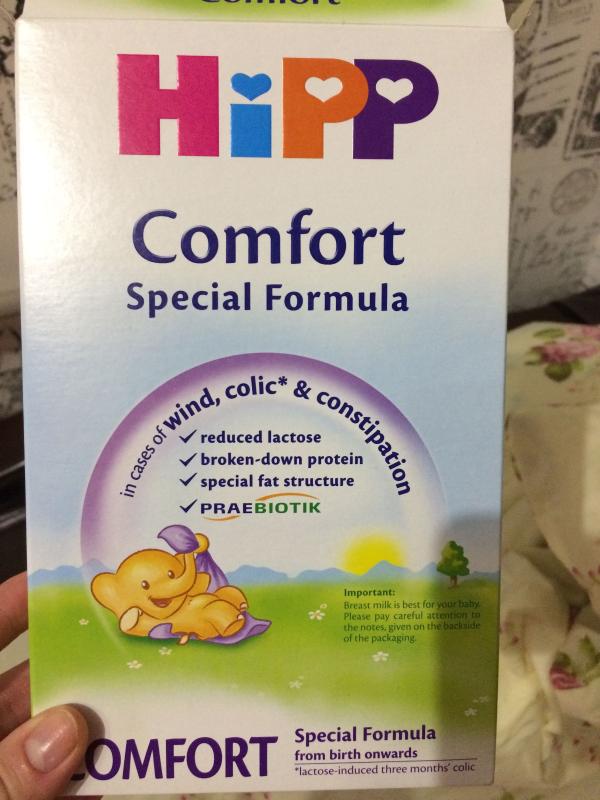 Comfort
HiPP
Comfort
Special Formula
in cases of wind, colic* & constipation
reduced lactose
broken-down protein
special fat structure
PRAEBIOTIK
Important:
Breast milk is best for your baby.
Please pay careful attention to
the notes, given on the backside
of the packaging.
COMFORT
Special Formula
from birth onwards
*lactose-induced three months' colic